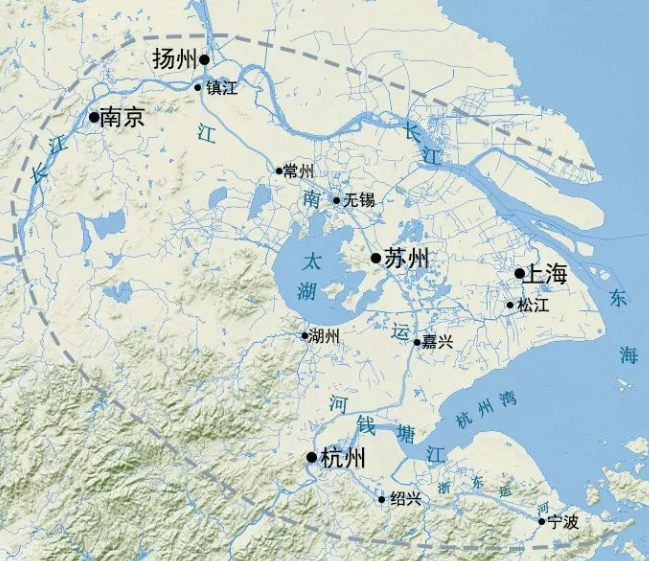 扬州
镇江
南京
长江
江
长江
常州
南
无锡
苏州
太湖
上海
东
松江
湖州
运
嘉兴
海
河
杭州湾
钱塘江
杭州
浙东运河
绍兴
宁波